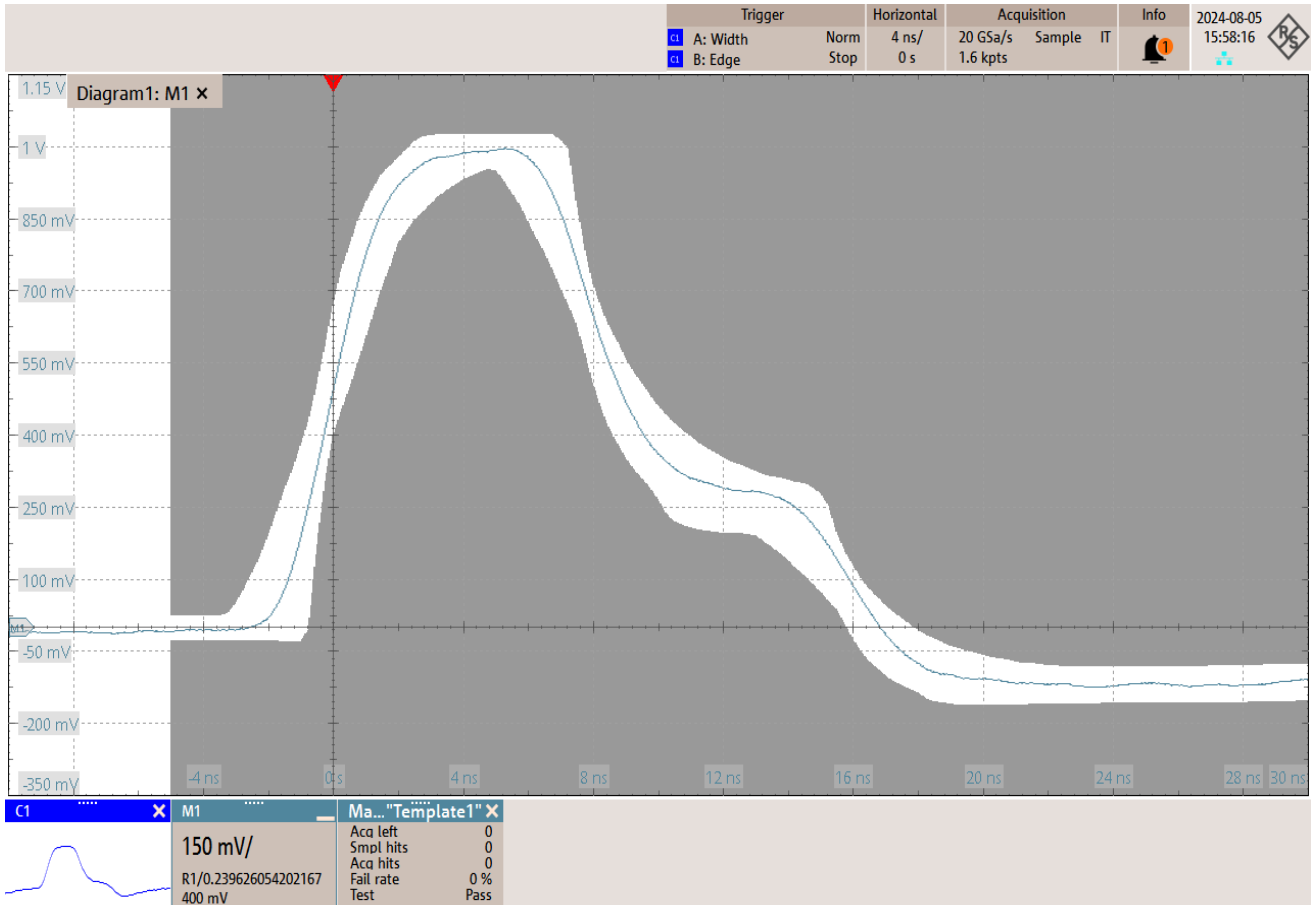 Trigger
Horizontal
Acquisition
Info
2024-08-05
C1 A: Width Norm
4 ns/
20 GSa/s Sample IT
1
15:58:16
R&S
C1 B: Edge Stop
0 s
1.6 kpts
1.15 V
Diagram1: M1 ×
1 V
850 mV
700 mV
550 mV
400 mV
250 mV
100 mV
M1
-50 mV
-200 mV
-350 mV
-4 ns 0 s 4 ns 8 ns 12 ns 16 ns 20 ns 24 ns 28 ns 30 ns
C1
M1
150 mV/
R1/0.239626054202167
400 mV
Ma..."Template1"
Acq left 0
Smpl hits 0
Acq hits 0
Fail rate 0 %
Test Pass